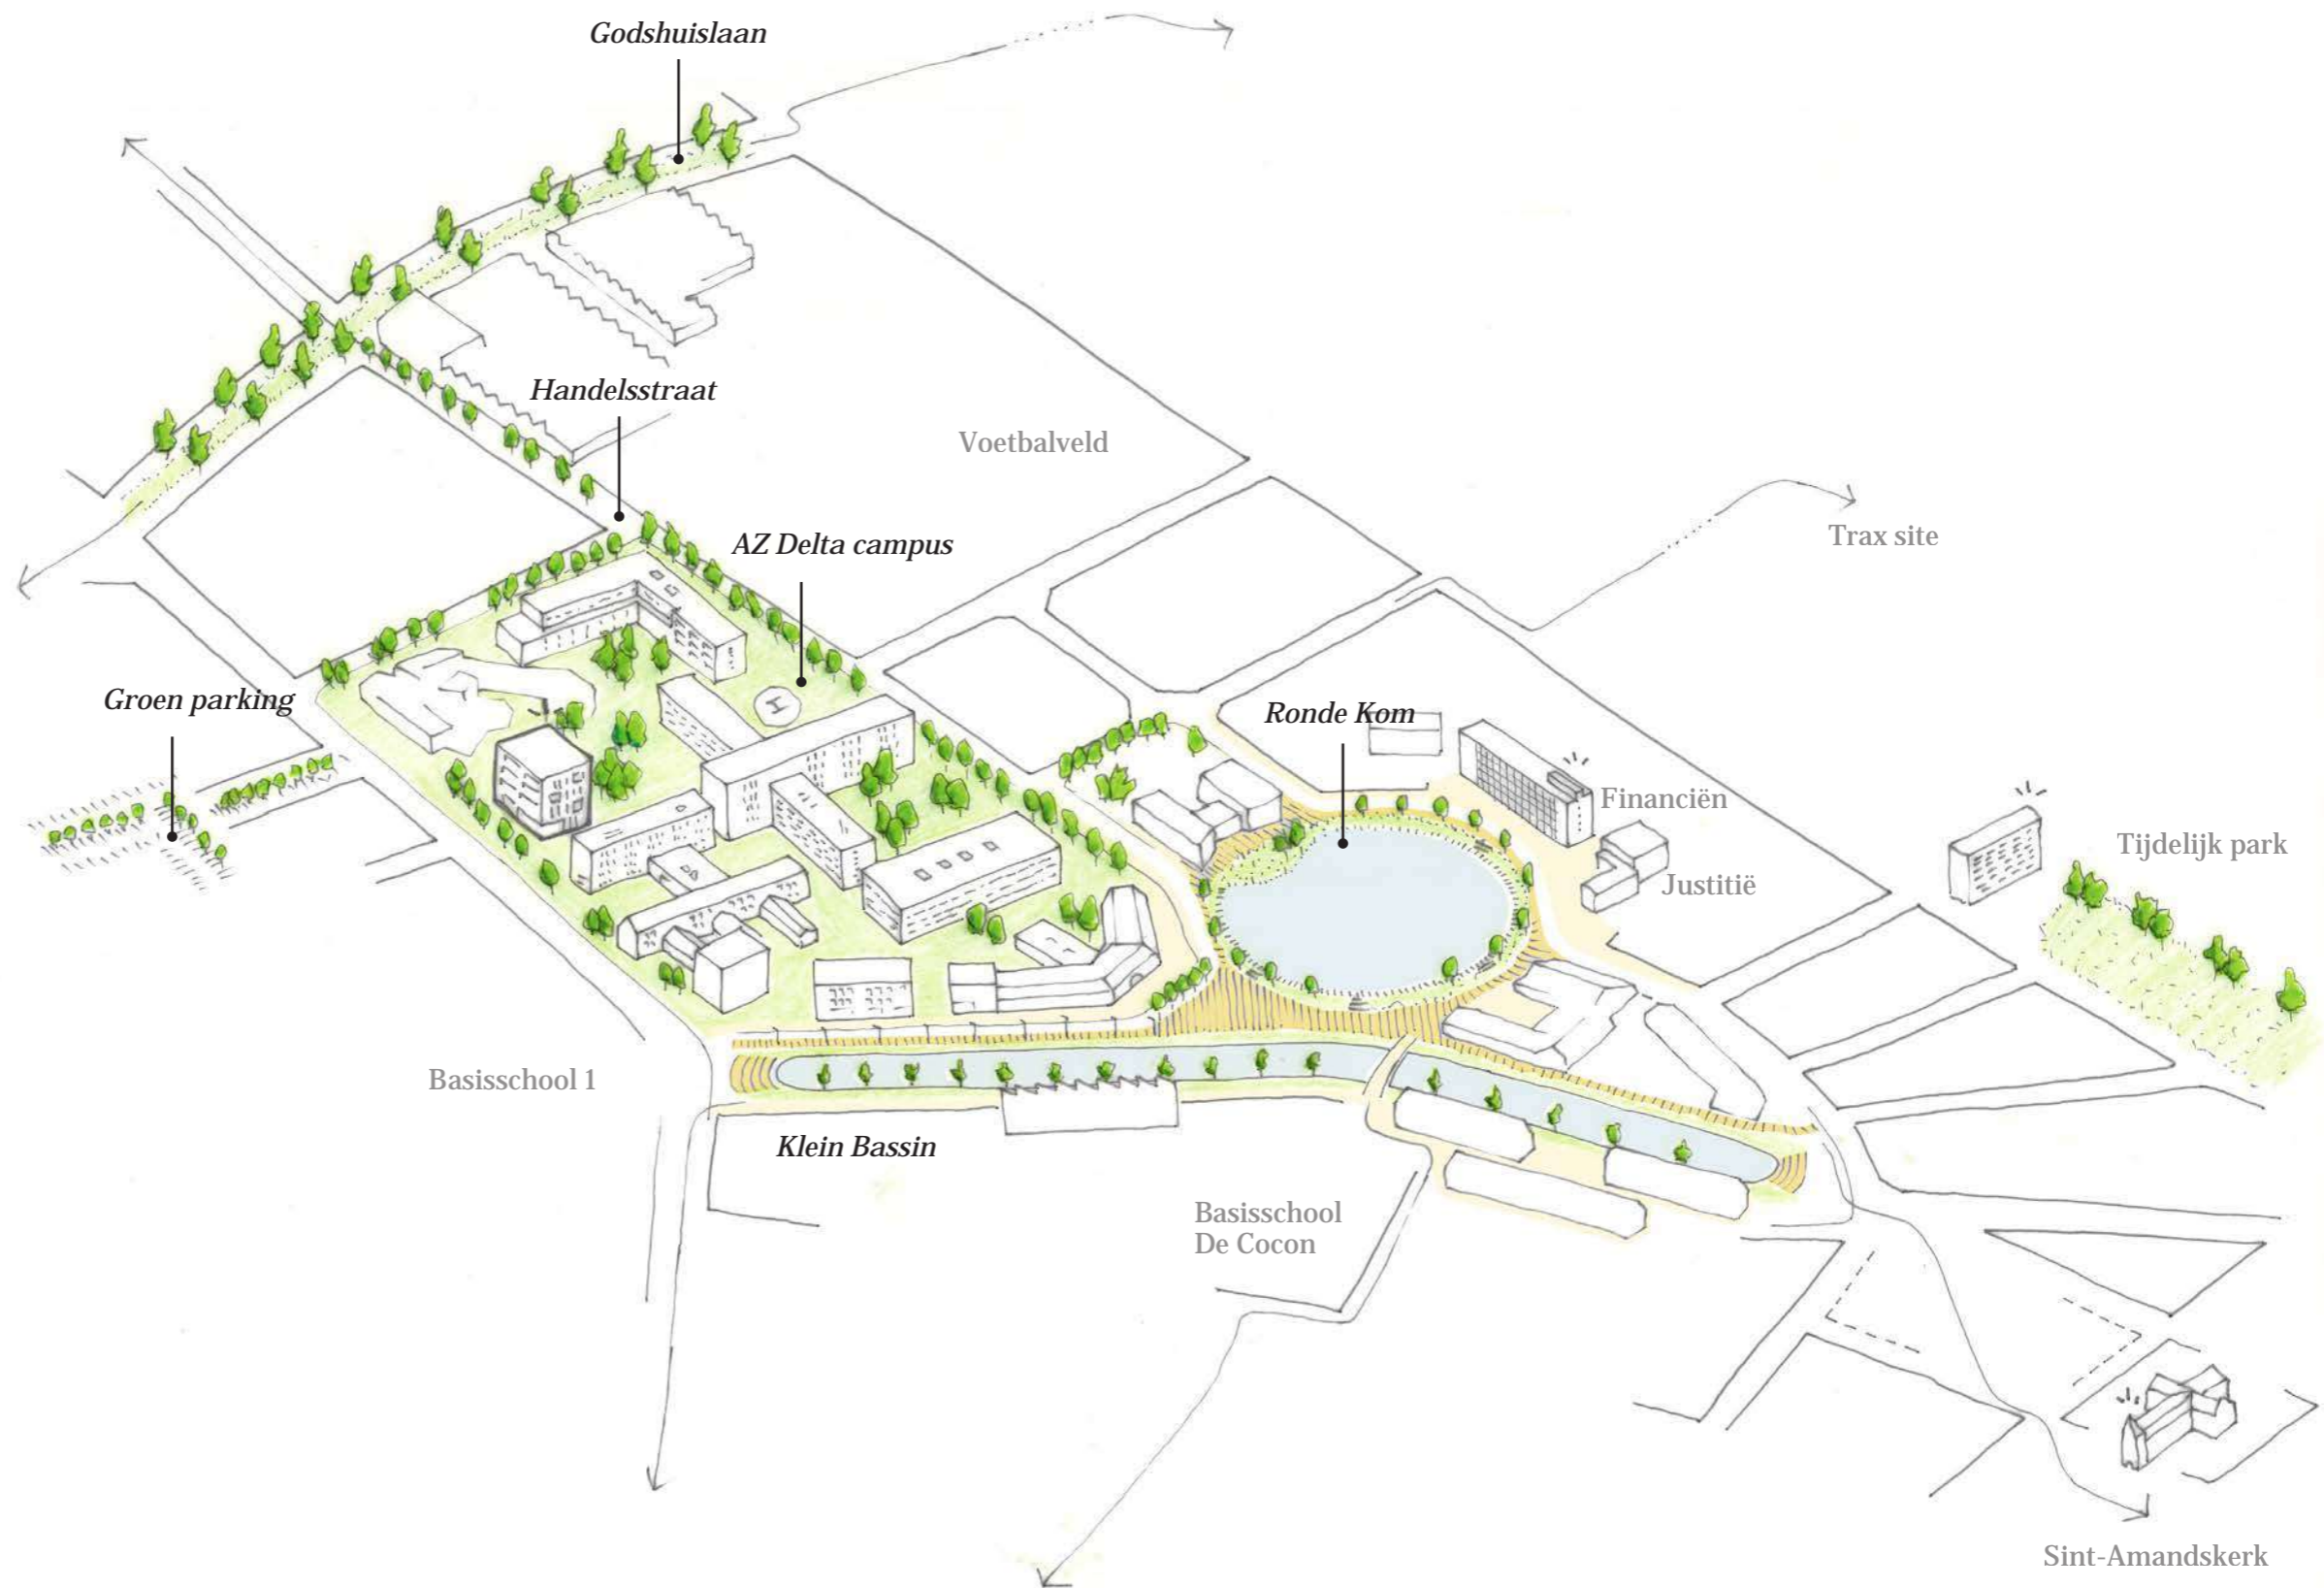 Godshuislaan
Handelsstraat
Voetbalveld
Trax site
AZ Delta campus
Groen parking
Ronde Kom
Financiën
Tijdelijk park
Justitië
H
Basisschool 1
Klein Bassin
Basisschool
De Cocon
Sint-Amandskerk